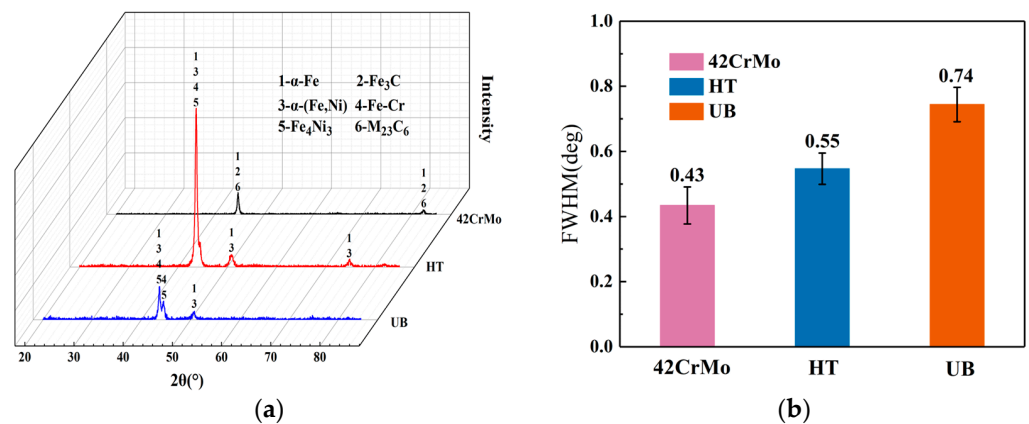 1
3
4
5
1-α-Fe 2-Fe₃C
3-α-(Fe,Ni) 4-Fe-Cr
5-Fe₄Ni₃ 6-M₂₃C₆
Intensity
1
2
6
1
2
6
42CrMo
1
3
4
54
5
1
3
1
3
HT
1
3
UB
20 30 40 50 60 70 80
2θ(°)
(a)
1.0
0.8
0.6
0.4
0.2
0.0
FWHM(deg)
42CrMo
HT
UB
0.43
0.55
0.74
42CrMo HT UB
(b)